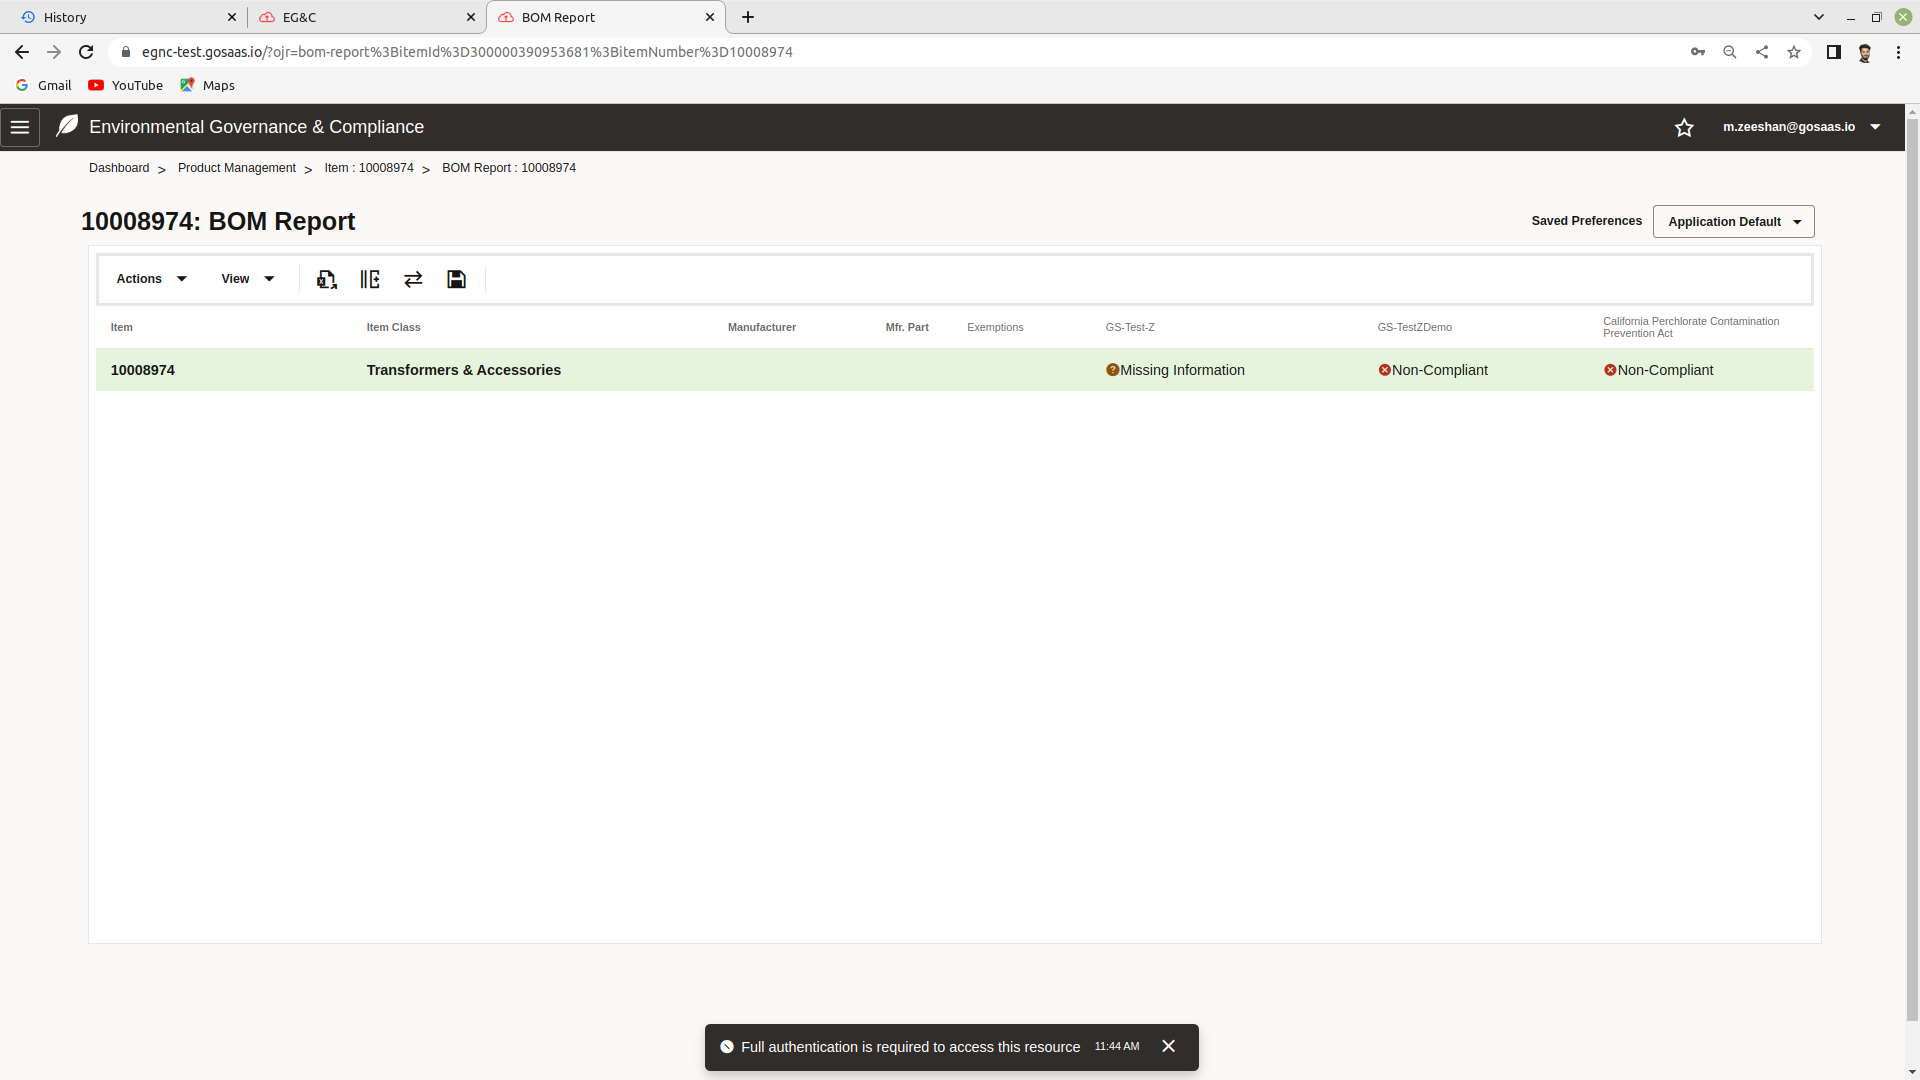 History
EG&C
BOM Report
egnc-test.gosaas.io/?ojr=bom-report%3BitemId%3D300000390953681%3BitemNumber%3D10008974
Gmail
YouTube
Maps
Environmental Governance & Compliance
m.zeeshan@gosaas.io
Dashboard > Product Management > Item : 10008974 > BOM Report : 10008974
10008974: BOM Report
Saved Preferences
Application Default
Actions
View
Item
Item Class
Manufacturer
Mfr. Part
Exemptions
GS-Test-Z
GS-TestZDemo
California Perchlorate Contamination
Prevention Act
10008974
Transformers & Accessories
Missing Information
Non-Compliant
Non-Compliant
Full authentication is required to access this resource 11:44 AM